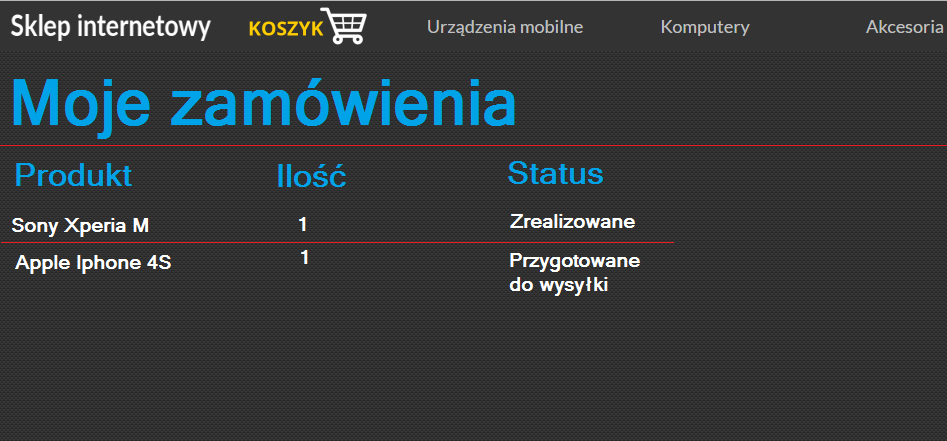 Sklep internetowy KOSZYK Urządzenia mobilne Komputery Akcesoria
Moje zamówienia
Produkt Ilość Status
Sony Xperia M 1 Zrealizowane
Apple Iphone 4S 1 Przygotowane
do wysyłki